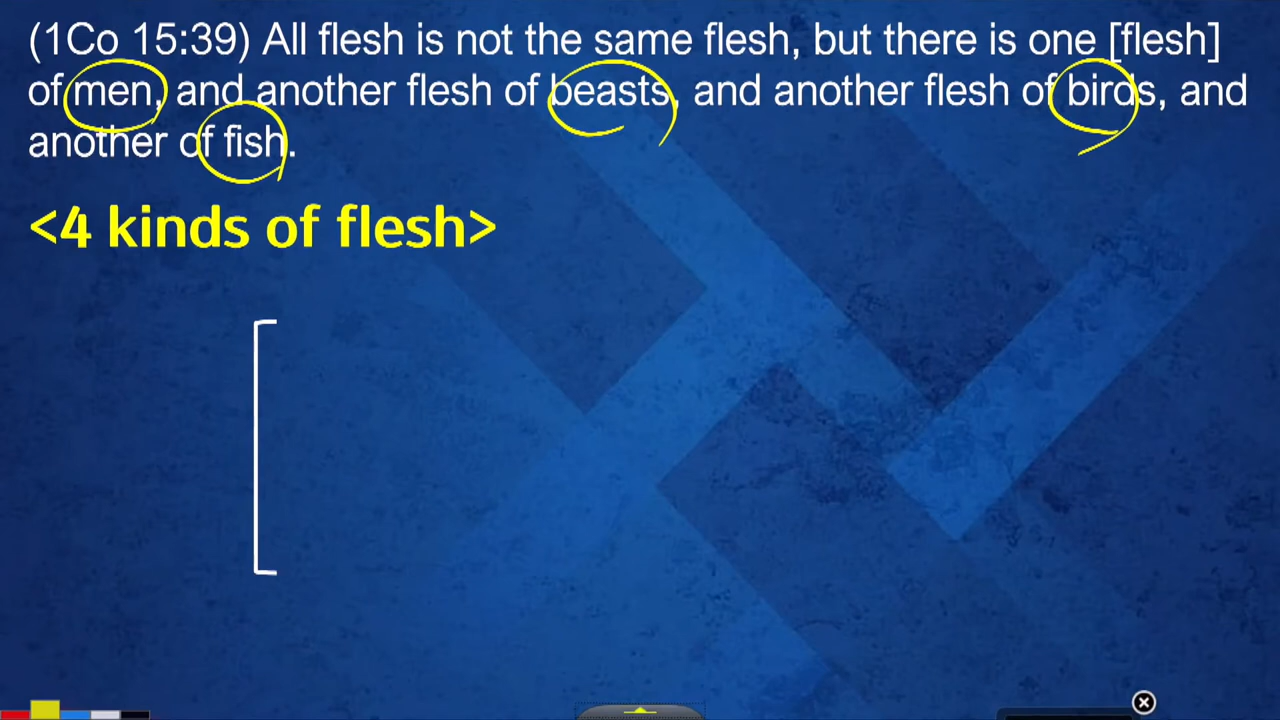 (1Co 15:39) All flesh is not the same flesh, but there is one [flesh]
of men, and another flesh of beasts, and another flesh of birds, and
another of fish.
<4 kinds of flesh>